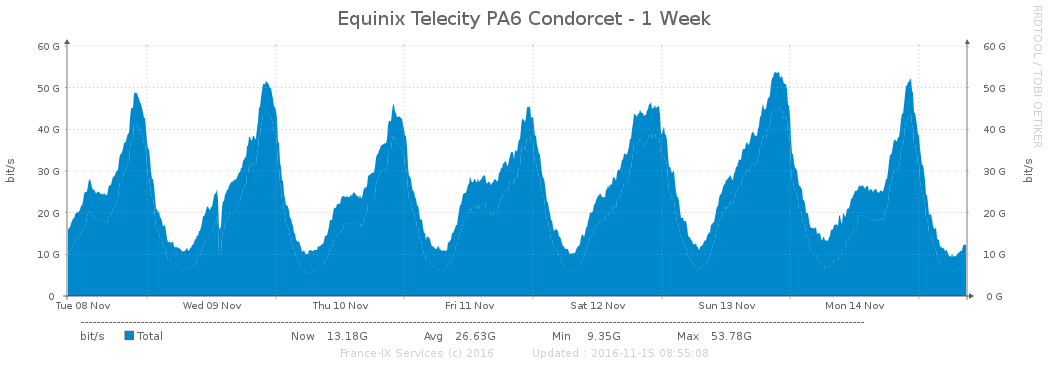 Equinix Telecity PA6 Condorcet - 1 Week
RRDTOOL / TOBI OETIKER
60 G 60 G
50 G 50 G
40 G 40 G
30 G 30 G
20 G 20 G
10 G 10 G
0 0 G
bit/s
bit/s
Tue 08 Nov Wed 09 Nov Thu 10 Nov Fri 11 Nov Sat 12 Nov Sun 13 Nov Mon 14 Nov
bit/s Total Now 13.18G Avg 26.63G Min 9.35G Max 53.78G
France-IX Services (c) 2016 Updated : 2016-11-15 08:55:08